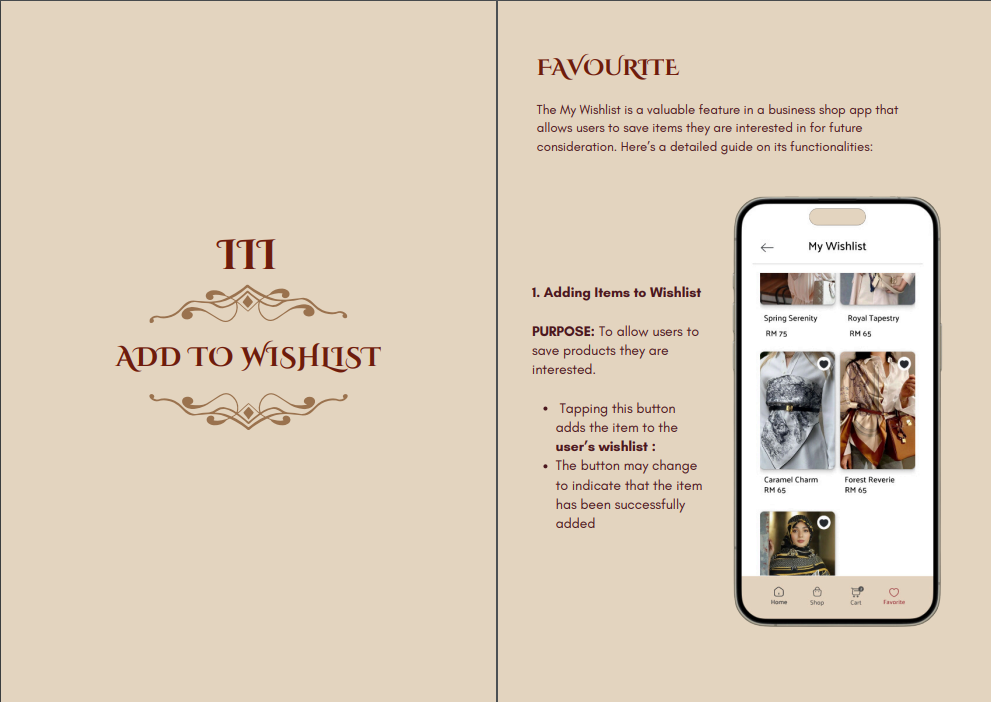 III
ADD TO WISHLIST
FAVOURITE
The My Wishlist is a valuable feature in a business shop app that
allows users to save items they are interested in for future
consideration. Here's a detailed guide on its functionalities:
1. Adding Items to Wishlist
PURPOSE: To allow users to
save products they are
interested.
• Tapping this button
adds the item to the
user's wishlist :
• The button may change
to indicate that the item
has been successfully
added
My Wishlist
Spring Serenity Royal Tapestry
RM 75 RM 65
Caramel Charm Forest Reverie
RM 65 RM 65
Home Shop Cart Favorite